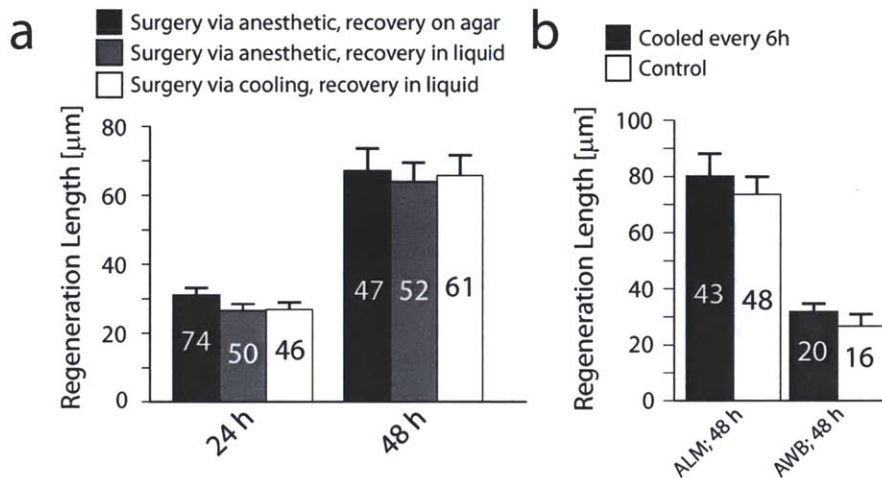 a
Surgery via anesthetic, recovery on agar
Surgery via anesthetic, recovery in liquid
Surgery via cooling, recovery in liquid
Regeneration Length [µm]
80
60
40
20
0
74
50
46
47
52
61
24 h
48 h
b
Cooled every 6h
Control
Regeneration Length [µm]
100
80
60
40
20
0
43
48
20
16
ALM; 48 h
AWB; 48 h